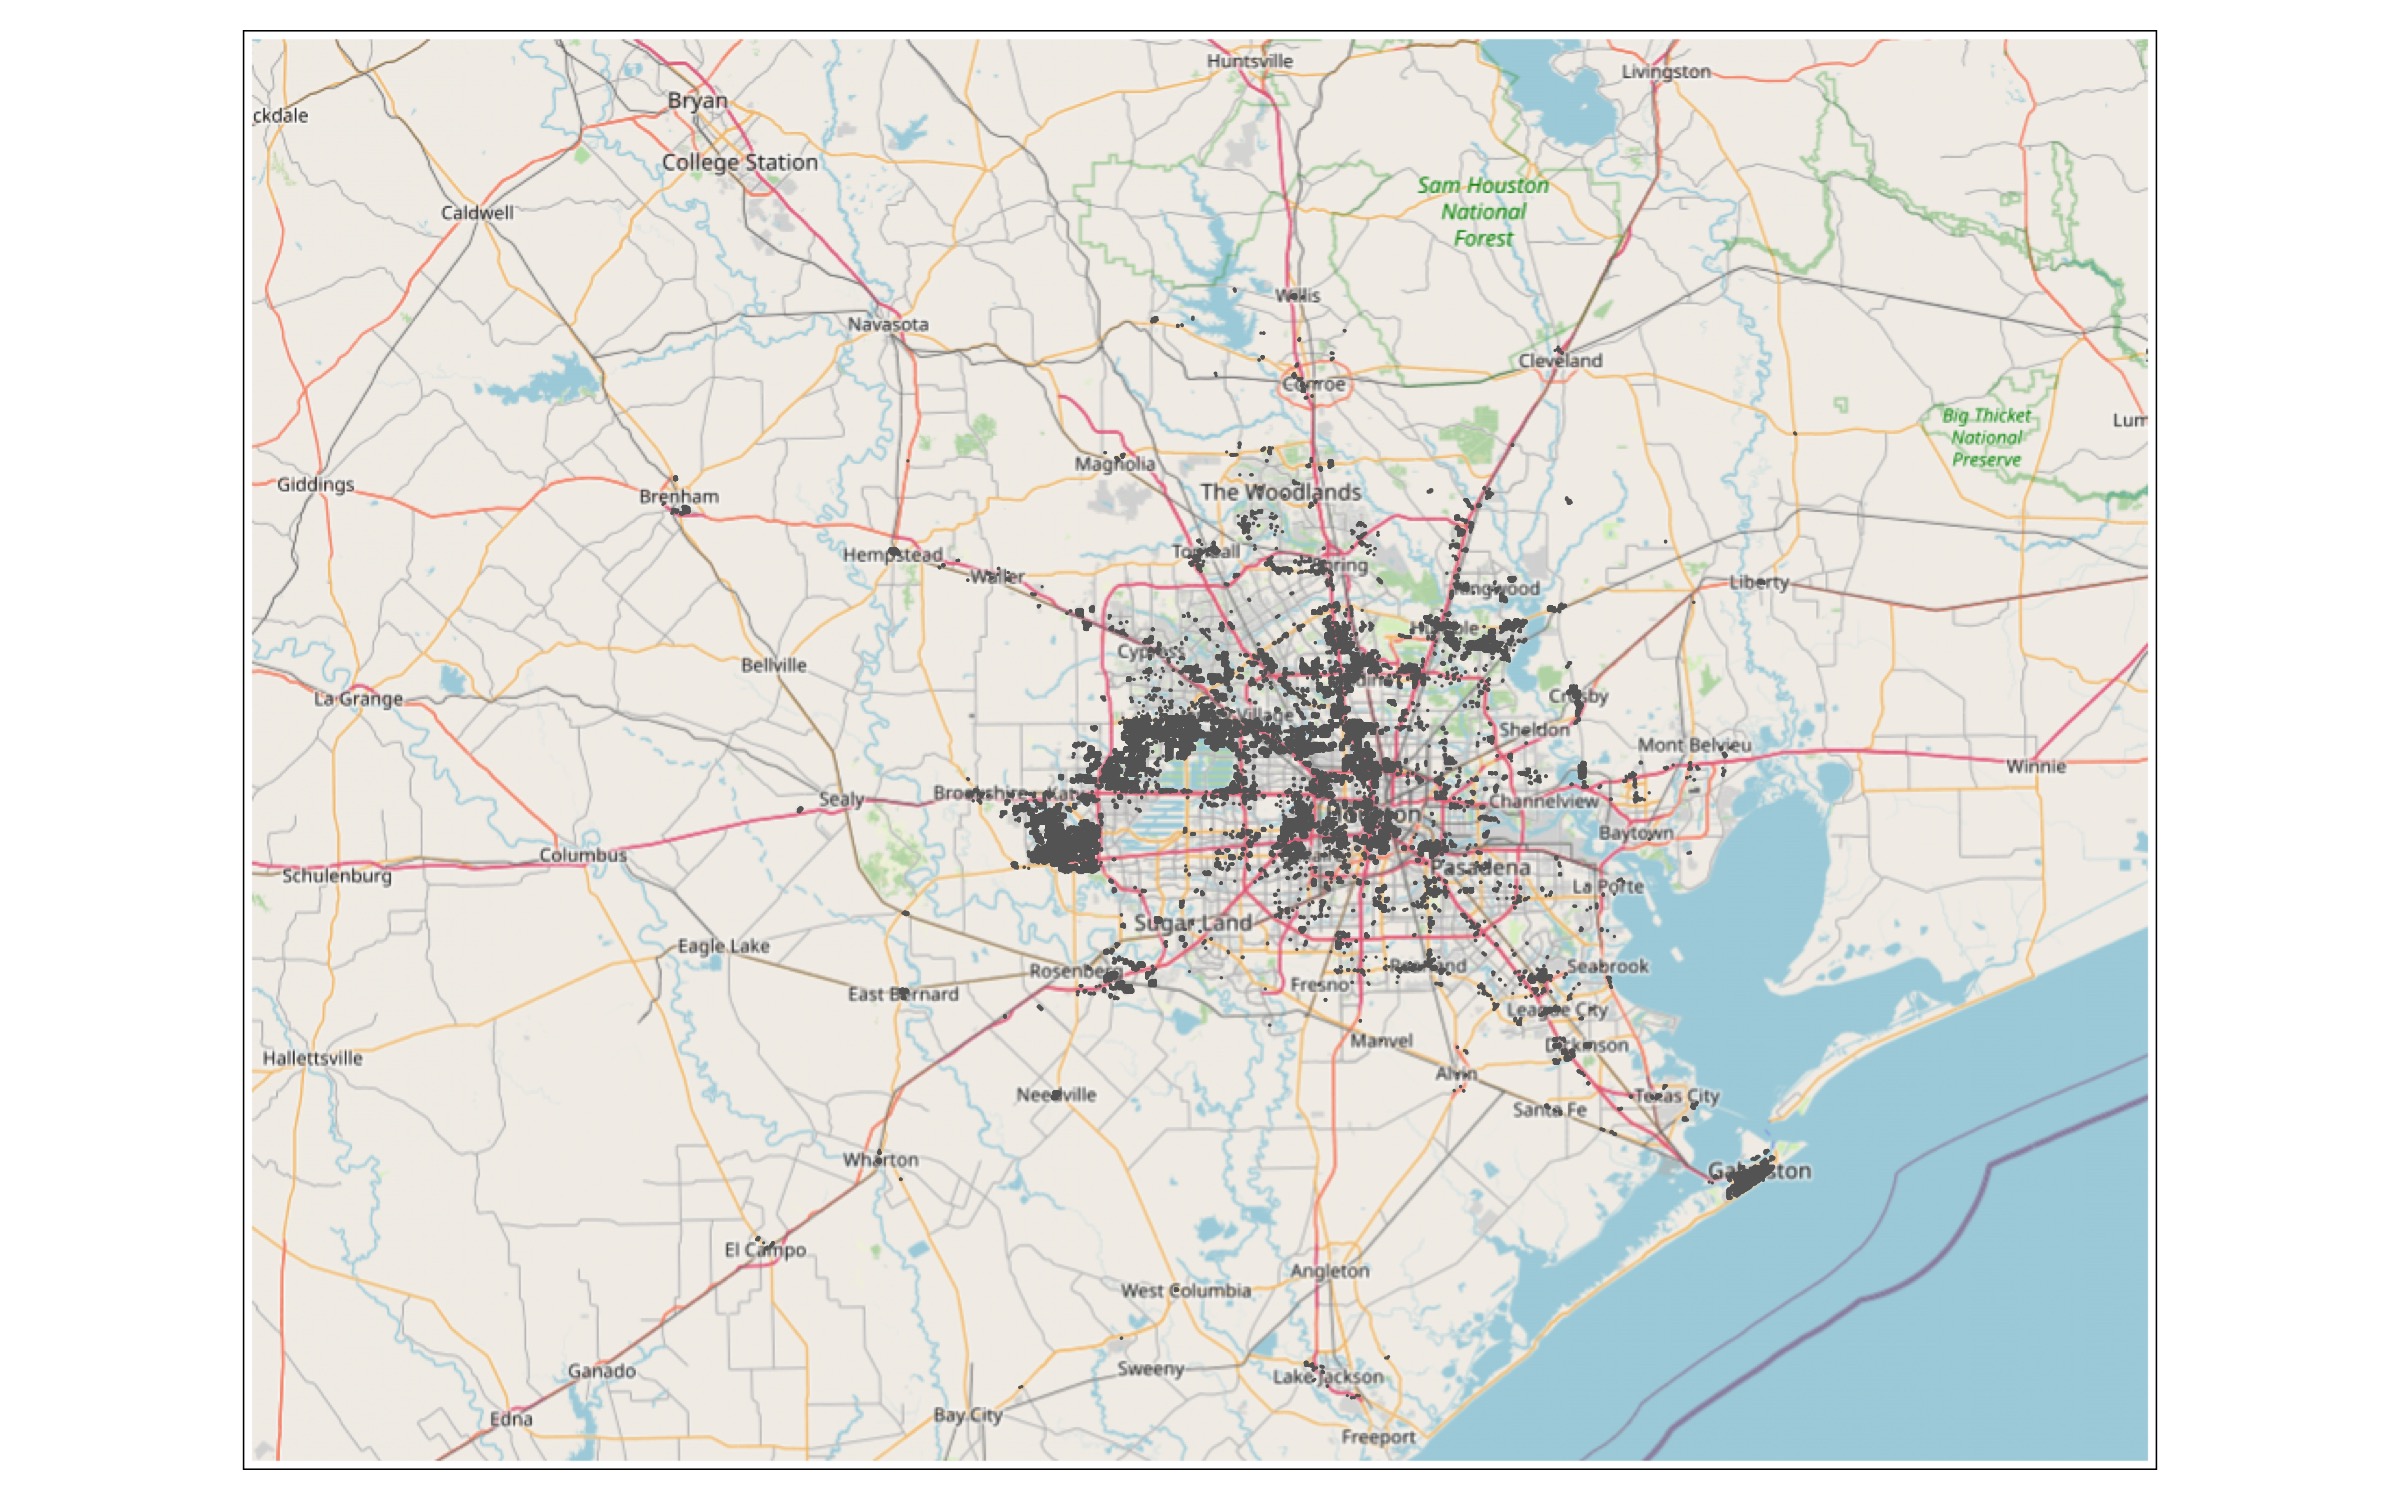 Huntsville
Livingston
Bryan
ckdale
College Station
Sam Houston
National
Forest
Caldwell
Willis
Navasota
Cleveland
Conroe
Big Thicket
National
Preserve
Lum
Magnolia
Giddings
Brenham
The Woodlands
Hempstead
Tomball
Spring
Waller
Kingwood
Liberty
Humble
Cypress
Bellville
La Grange
Crosby
Village
Sheldon
Mont Belvieu
Winnie
Brookshire
Katy
Sealy
Channelview
Houston
Baytown
Columbus
Schulenburg
Pasadena
La Porte
Sugar Land
Eagle Lake
Rosenberg
Pearland
Seabrook
Fresno
East Bernard
League City
Manvel
Dickinson
Hallettsville
Alvin
Needville
Texas City
Santa Fe
Wharton
Galveston
El Campo
Angleton
West Columbia
Ganado
Sweeny
Lake Jackson
Edna
Bay City
Freeport